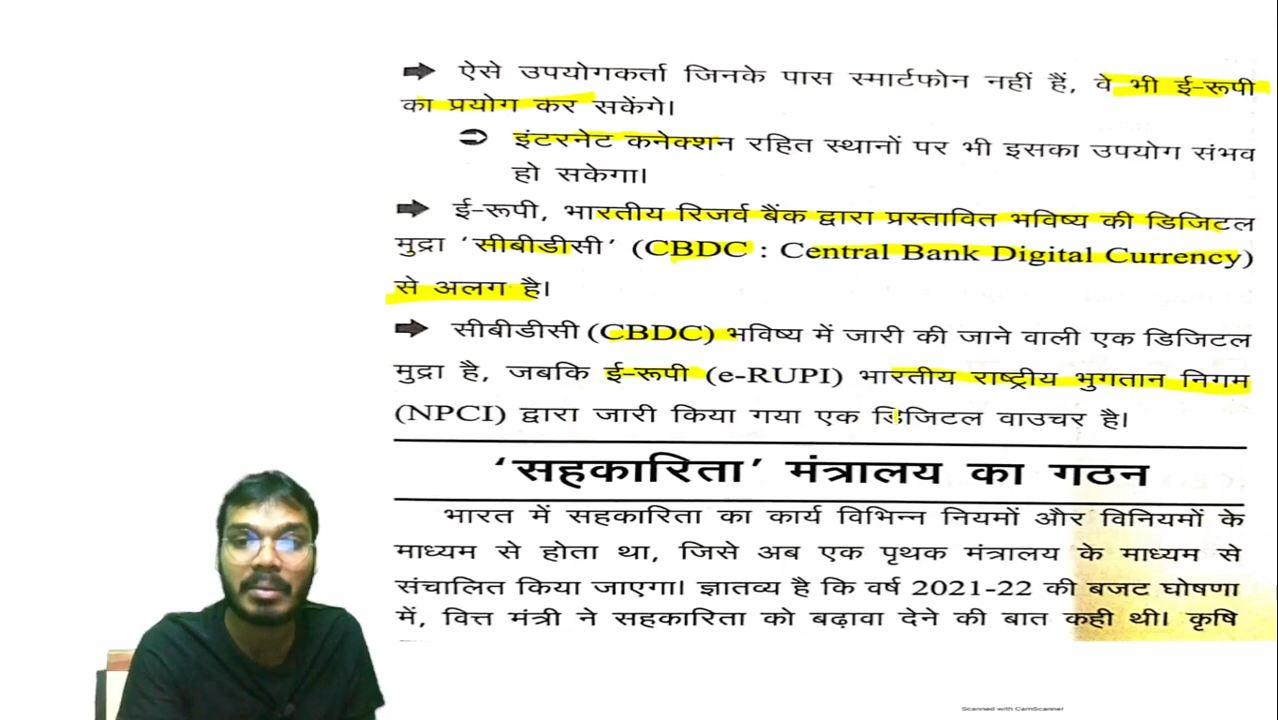 ➡ ऐसे उपयोगकर्ता जिनके पास स्मार्टफोन नहीं हैं, वे भी ई-रूपी
का प्रयोग कर सकेंगे।
➲ इंटरनेट कनेक्शन रहित स्थानों पर भी इसका उपयोग संभव
हो सकेगा।
➡ ई-रूपी, भारतीय रिजर्व बैंक द्वारा प्रस्तावित भविष्य की डिजिटल
मुद्रा 'सीबीडीसी' (CBDC : Central Bank Digital Currency)
से अलग है।
➡ सीबीडीसी (CBDC) भविष्य में जारी की जाने वाली एक डिजिटल
मुद्रा है, जबकि ई-रूपी (e-RUPI) भारतीय राष्ट्रीय भुगतान निगम
(NPCI) द्वारा जारी किया गया एक डिजिटल वाउचर है।
'सहकारिता' मंत्रालय का गठन
भारत में सहकारिता का कार्य विभिन्न नियमों और विनियमों के
माध्यम से होता था, जिसे अब एक पृथक मंत्रालय के माध्यम से
संचालित किया जाएगा। ज्ञातव्य है कि वर्ष 2021-22 की बजट घोषणा
में, वित्त मंत्री ने सहकारिता को बढ़ावा देने की बात कही थी। कृषि
Scanned with CamScanner